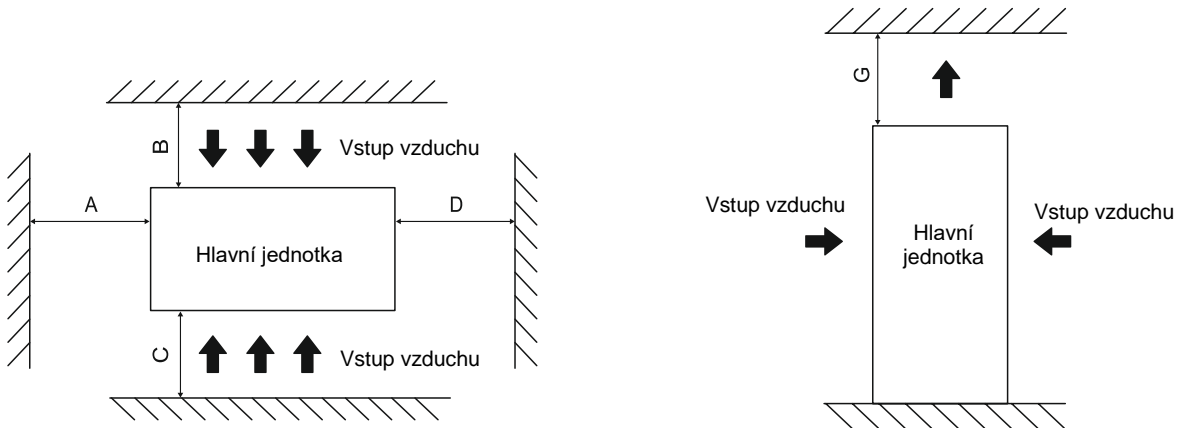 B
Vstup vzduchu
A
D
Hlavní jednotka
C
Vstup vzduchu
G
Vstup vzduchu
Hlavní
jednotka
Vstup vzduchu